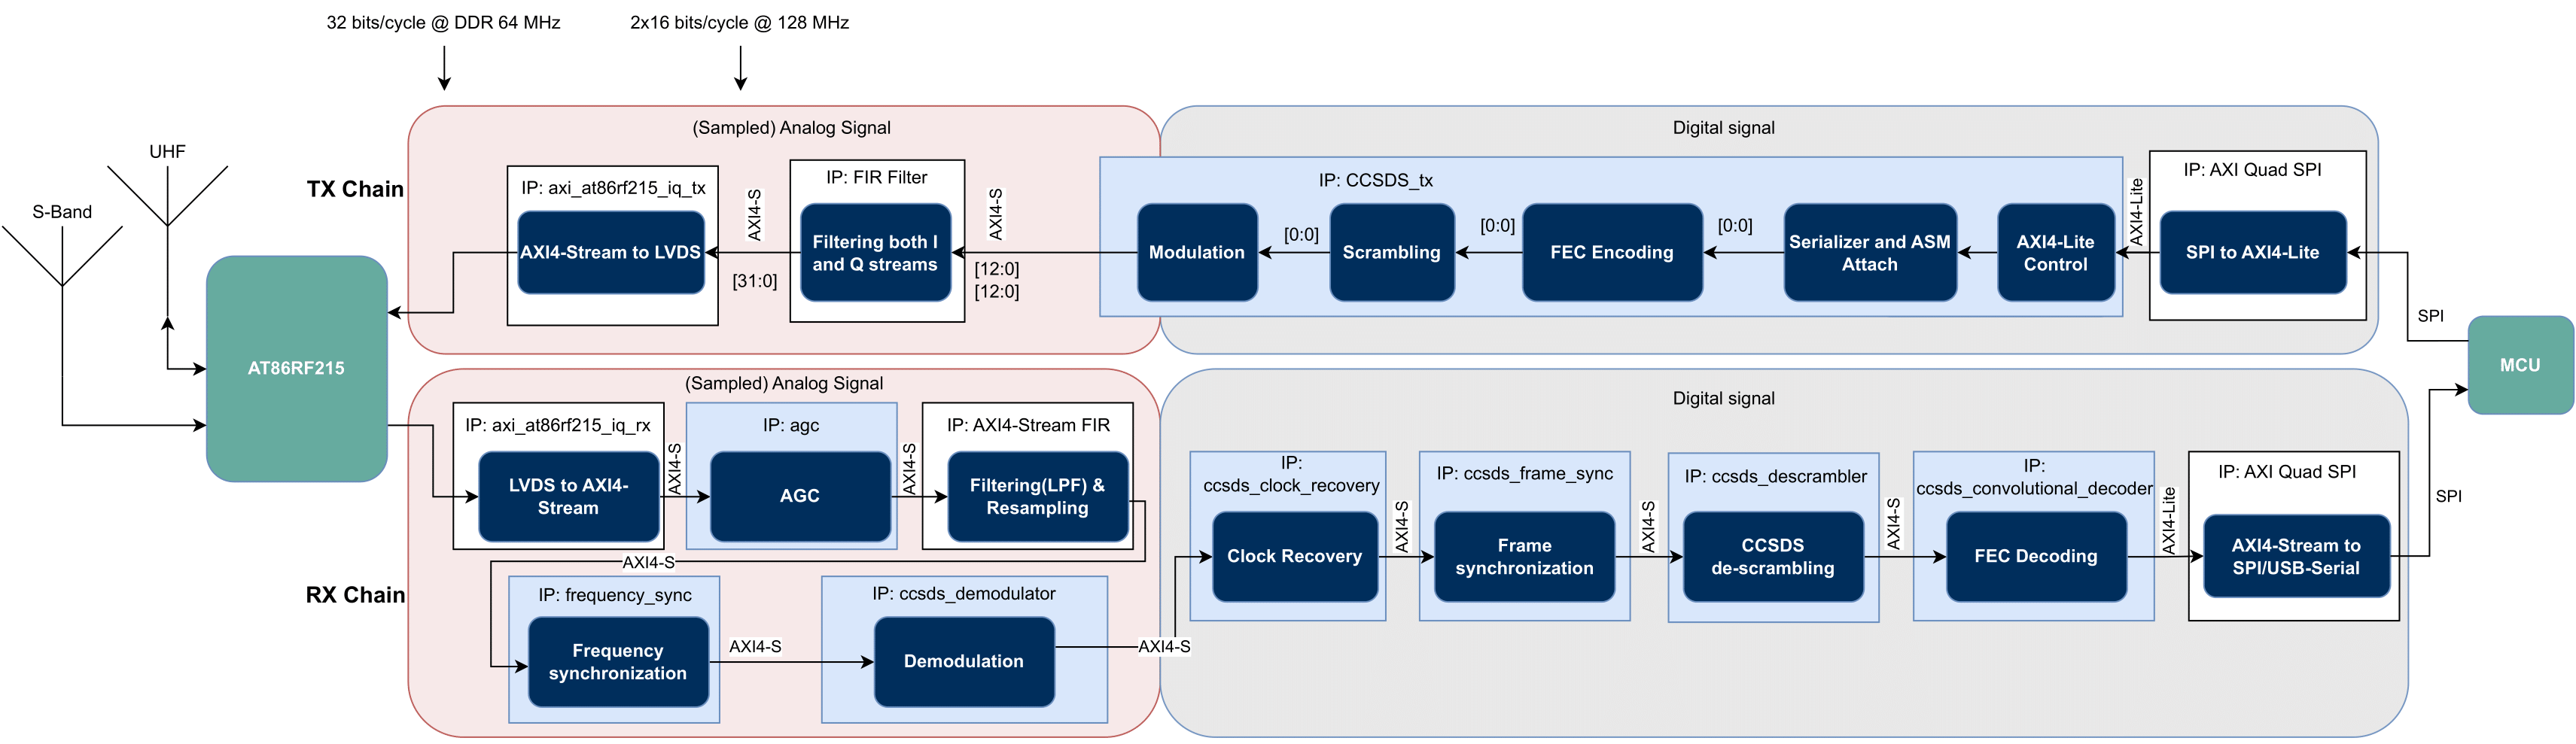 32 bits/cycle @ DDR 64 MHz
2x16 bits/cycle @ 128 MHz
S-Band
UHF
AT86RF215
TX Chain
(Sampled) Analog Signal
IP: axi_at86rf215_iq_tx
AXI4-Stream to LVDS
AXI4-S
[31:0]
IP: FIR Filter
Filtering both I
and Q streams
AXI4-S
[12:0]
[12:0]
Digital signal
IP: CCSDS_tx
Modulation
[0:0]
Scrambling
[0:0]
FEC Encoding
[0:0]
Serializer and ASM
Attach
AXI4-Lite
Control
AXI4-Lite
IP: AXI Quad SPI
SPI to AXI4-Lite
SPI
MCU
RX Chain
(Sampled) Analog Signal
IP: axi_at86rf215_iq_rx
LVDS to AXI4-
Stream
AXI4-S
IP: agc
AGC
AXI4-S
IP: AXI4-Stream FIR
Filtering(LPF) &
Resampling
AXI4-S
IP: frequency_sync
Frequency
synchronization
AXI4-S
IP: ccsds_demodulator
Demodulation
AXI4-S
Digital signal
IP:
ccsds_clock_recovery
Clock Recovery
AXI4-S
IP: ccsds_frame_sync
Frame
synchronization
AXI4-S
IP: ccsds_descrambler
CCSDS
de-scrambling
AXI4-S
IP:
ccsds_convolutional_decoder
FEC Decoding
AXI4-Lite
IP: AXI Quad SPI
AXI4-Stream to
SPI/USB-Serial
SPI